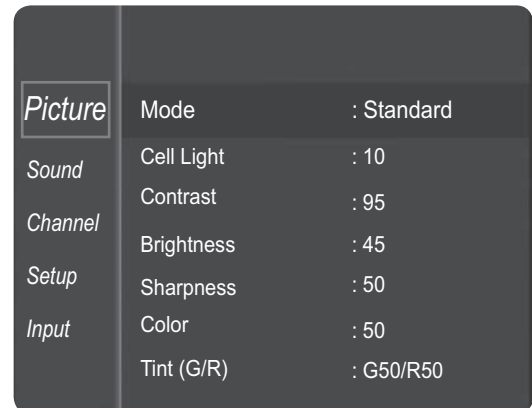 Picture
Sound
Channel
Setup
Input
Mode : Standard
Cell Light : 10
Contrast : 95
Brightness : 45
Sharpness : 50
Color : 50
Tint (G/R) : G50/R50